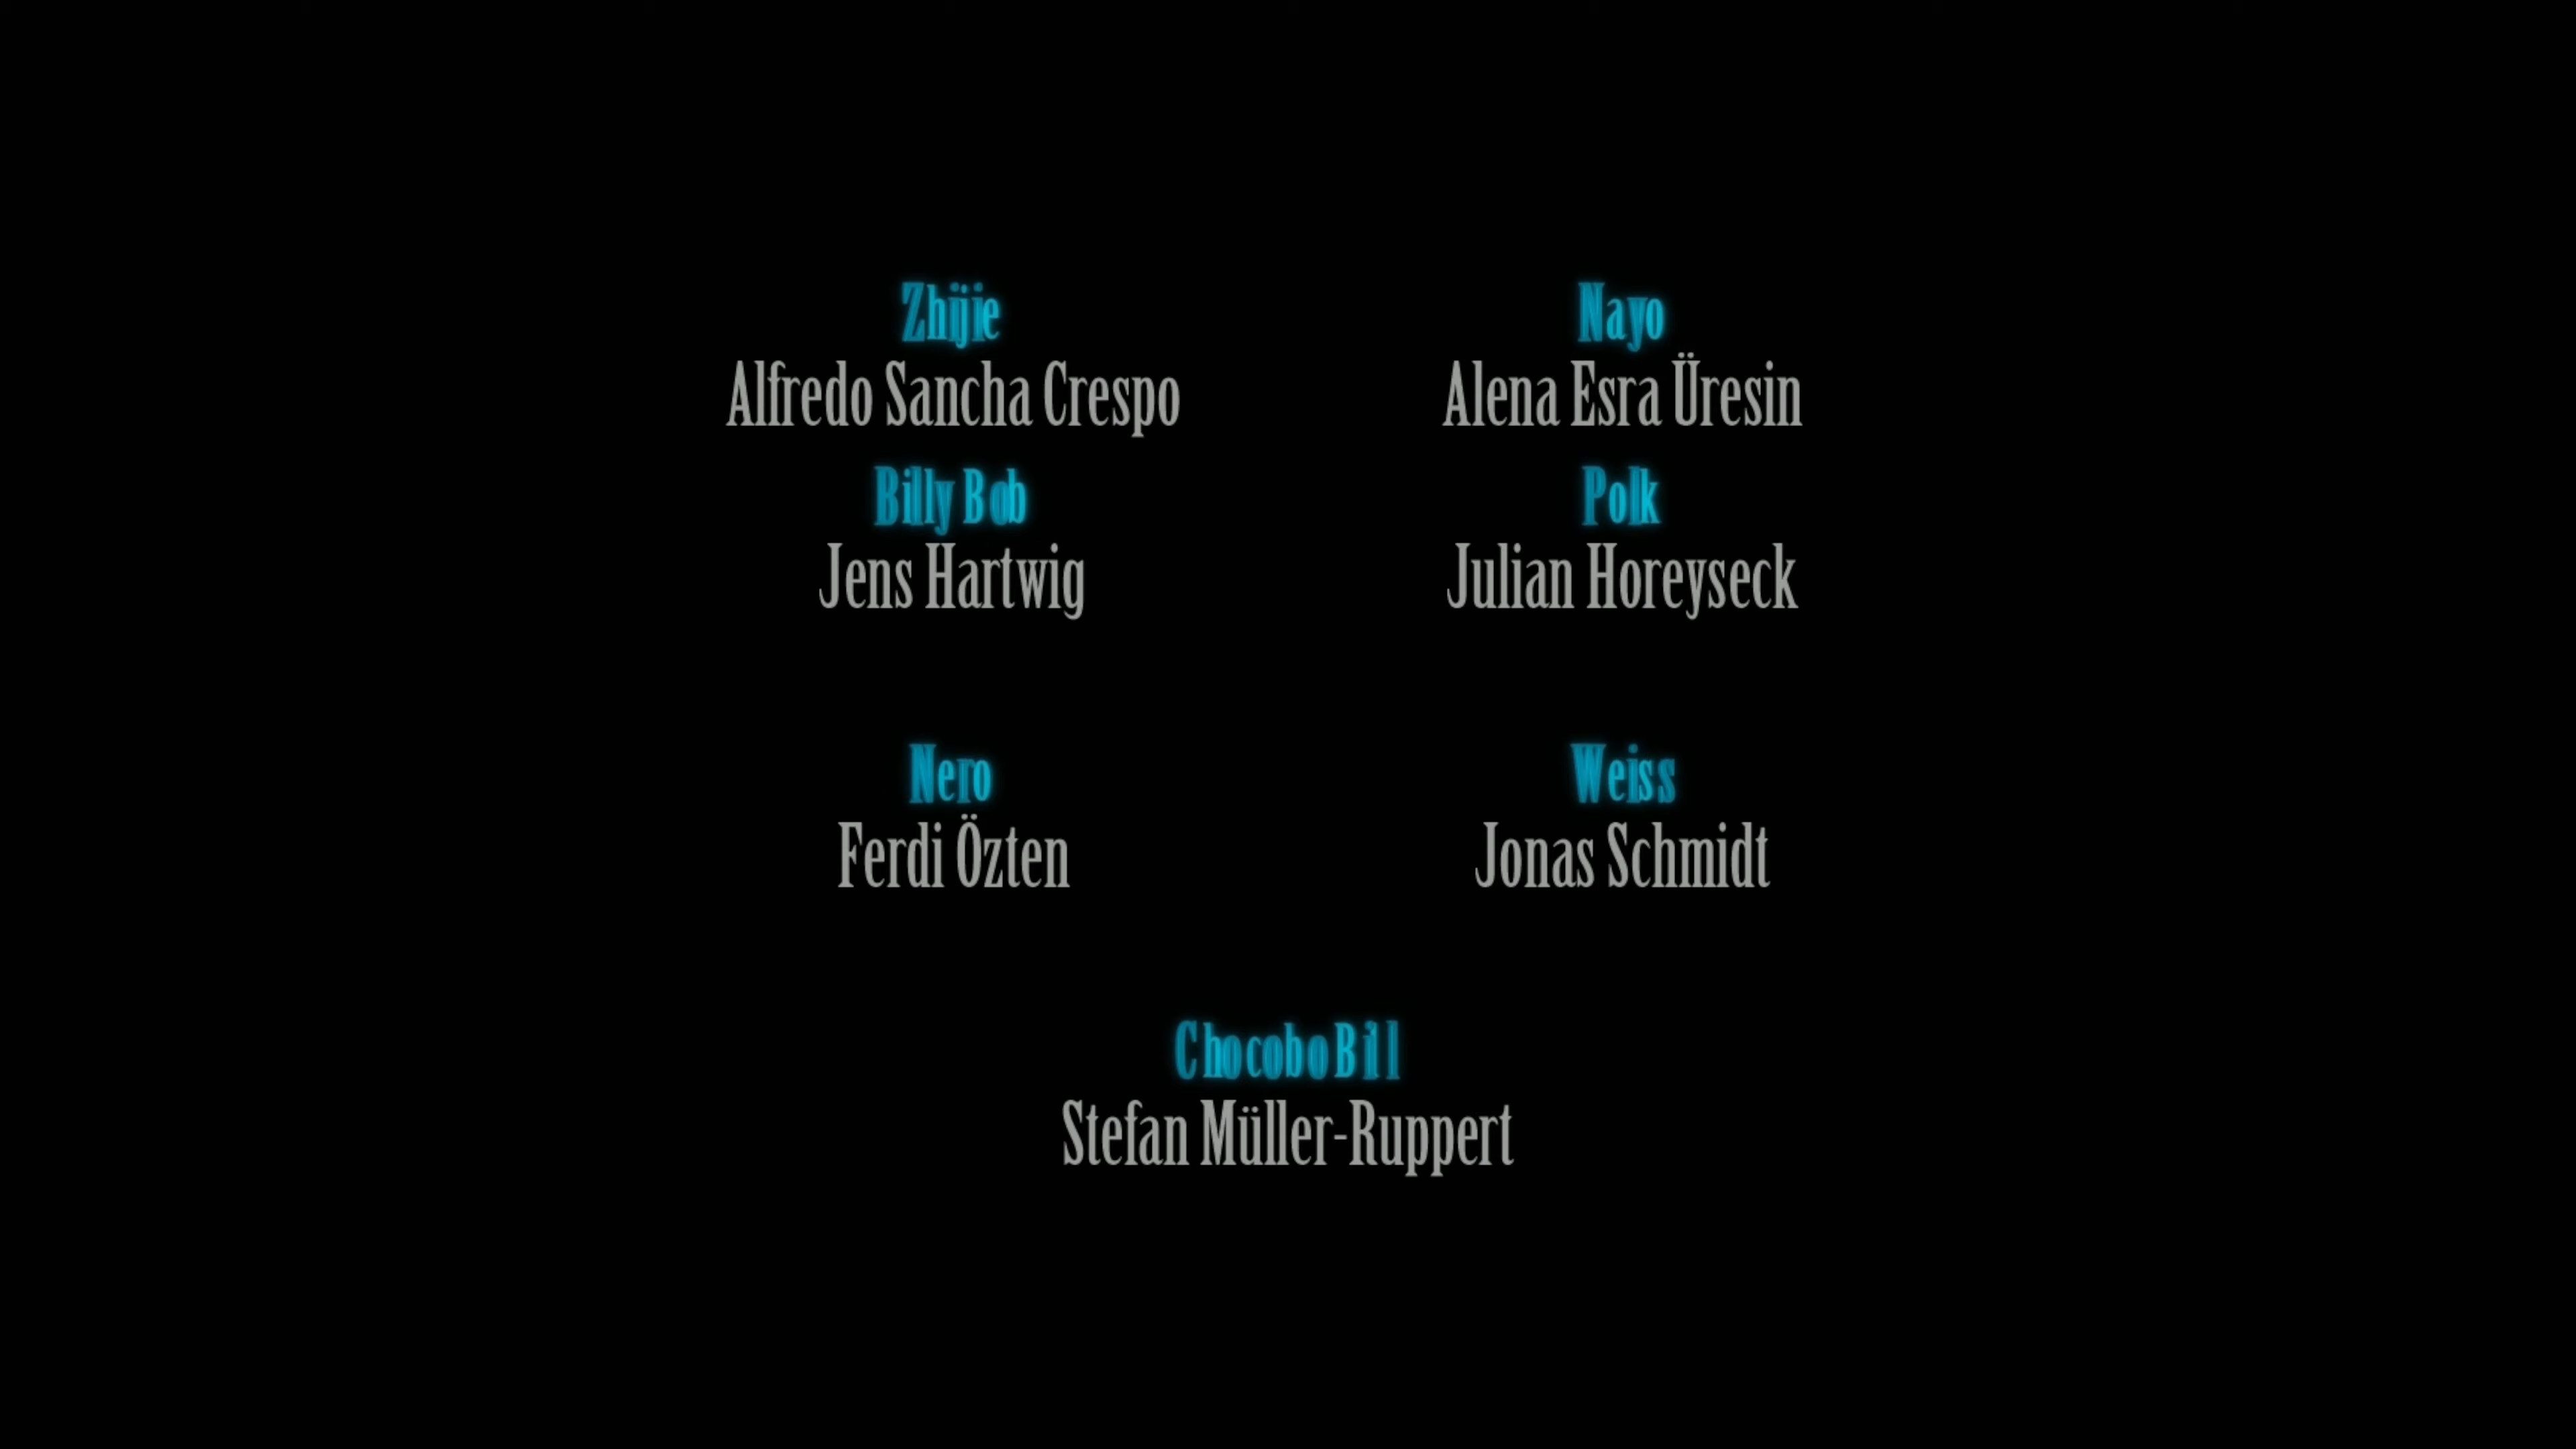 Zhijie
Alfredo Sancha Crespo
Nayo
Alena Esra Üresin
Billy Bob
Jens Hartwig
Polk
Julian Horeyseck
Nero
Ferdi Özten
Weiss
Jonas Schmidt
Chocobo Bill
Stefan Müller-Ruppert